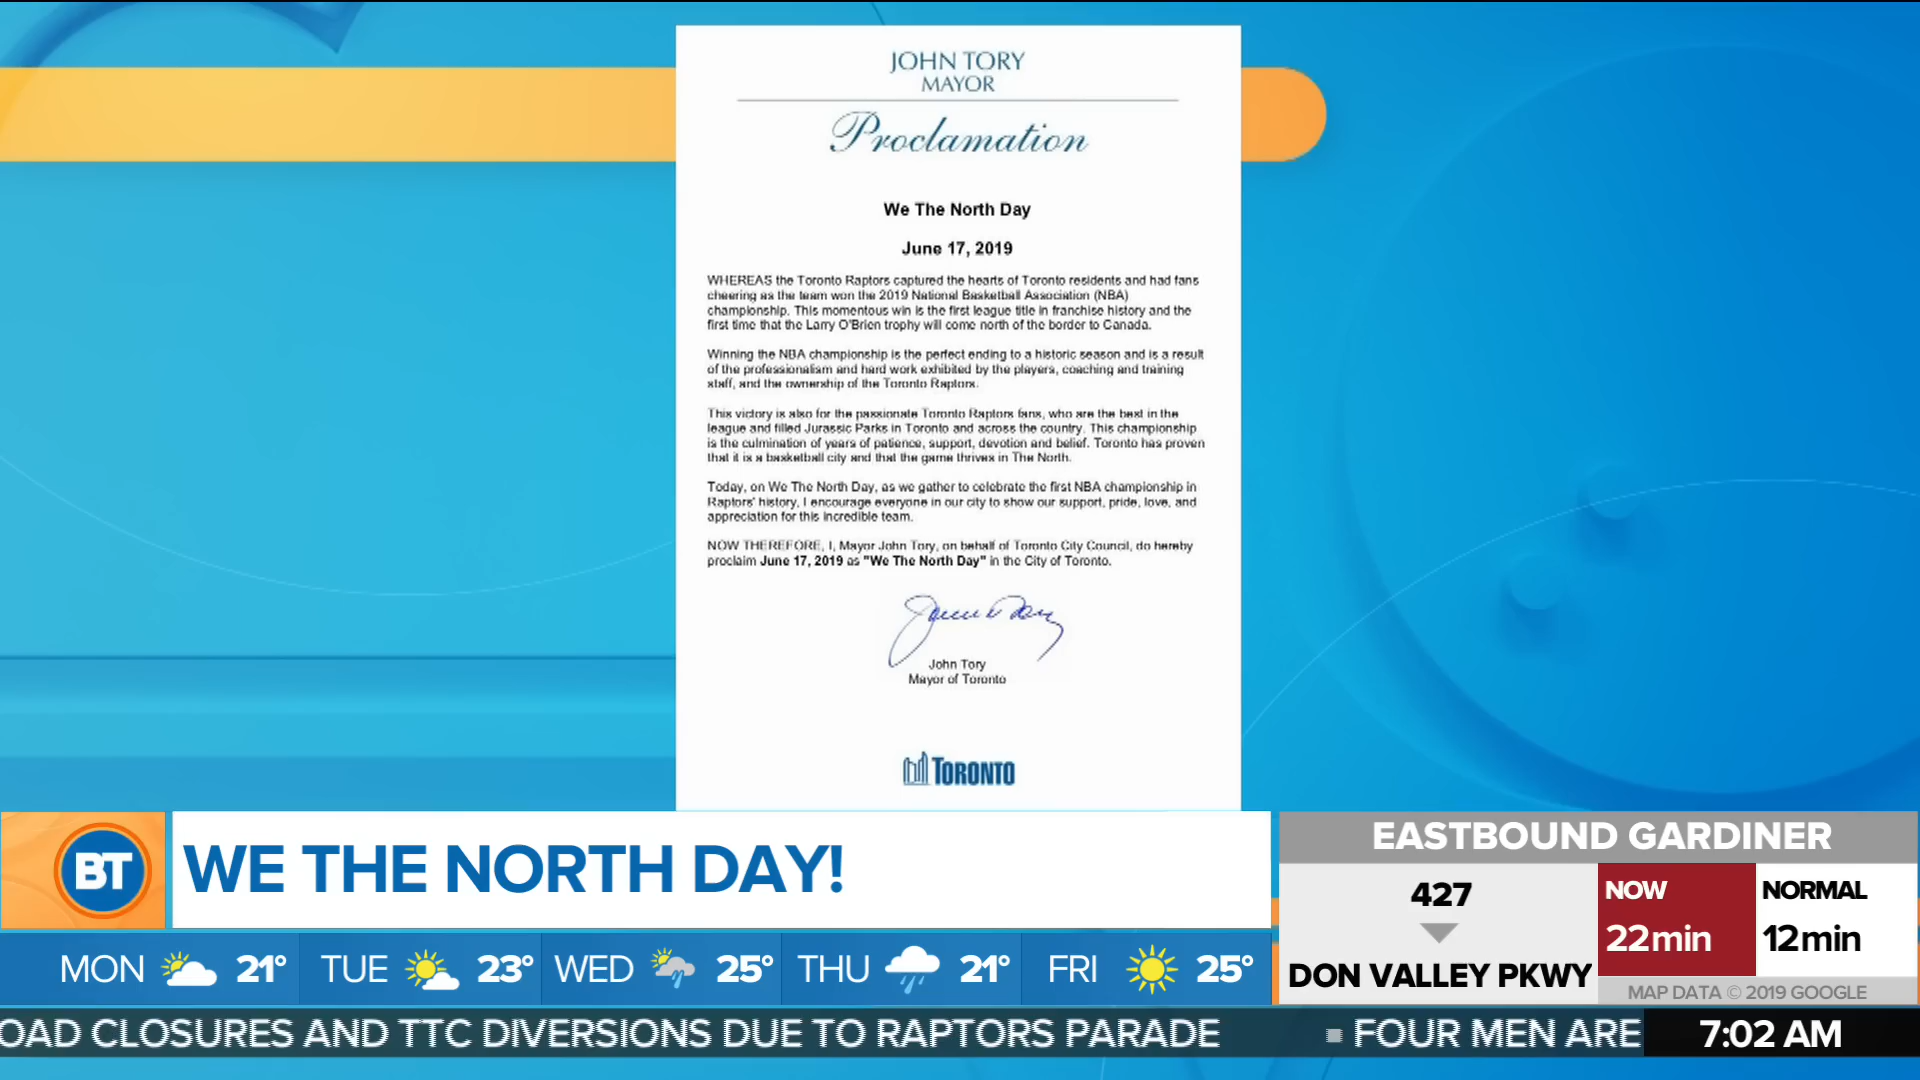 JOHN TORY
MAYOR
Proclamation
We The North Day
June 17, 2019
WHEREAS the Toronto Raptors captured the hearts of Toronto residents and had fans
cheering as the team won the 2019 National Basketball Association (NBA)
championship. This momentous win is the first league title in franchise history and the
first time that the Larry O'Brien trophy will come north of the border to Canada.
Winning the NBA championship is the perfect ending to a historic season and is a result
of the professionalism and hard work exhibited by the players, coaching and training
staff, and the ownership of the Toronto Raptors.
This victory is also for the passionate Toronto Raptors fans, who are the best in the
league and filled Jurassic Parks in Toronto and across the country. This championship
is the culmination of years of patience, support, devotion and belief. Toronto has proven
that it is a basketball city and that the game thrives in The North.
Today, on We The North Day, as we gather to celebrate the first NBA championship in
Raptors' history, I encourage everyone in our city to show our support, pride, love, and
appreciation for this incredible team.
NOW THEREFORE, I, Mayor John Tory, on behalf of Toronto City Council, do hereby
proclaim June 17, 2019 as "We The North Day" in the City of Toronto.
John Tory
John Tory
Mayor of Toronto
TORONTO
BT
WE THE NORTH DAY!
EASTBOUND GARDINER
427
DON VALLEY PKWY
NOW
22min
NORMAL
12min
MAP DATA © 2019 GOOGLE
MON 21° TUE 23° WED 25° THU 21° FRI 25°
OAD CLOSURES AND TTC DIVERSIONS DUE TO RAPTORS PARADE ▪ FOUR MEN ARE
7:02 AM